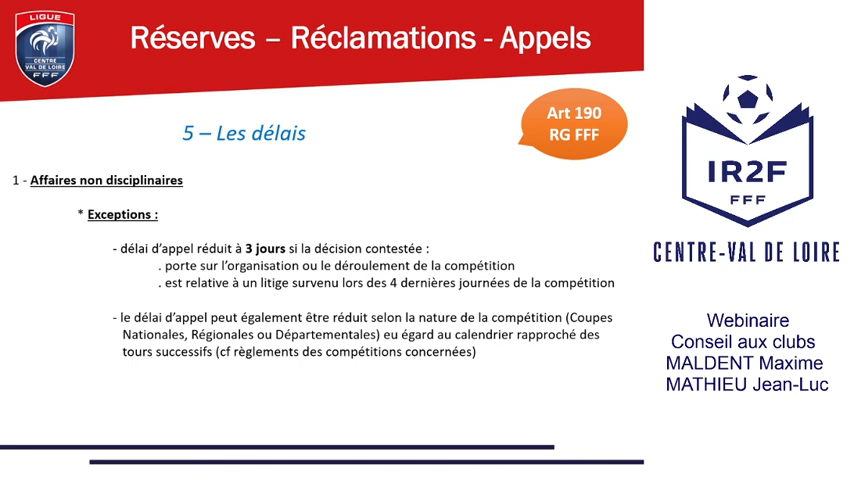 LIGUE
CENTRE
VAL DE LOIRE
FFF
Réserves – Réclamations - Appels
Art 190
RG FFF
5 – Les délais
1 - Affaires non disciplinaires
* Exceptions :
- délai d'appel réduit à 3 jours si la décision contestée :
. porte sur l'organisation ou le déroulement de la compétition
. est relative à un litige survenu lors des 4 dernières journées de la compétition
- le délai d'appel peut également être réduit selon la nature de la compétition (Coupes
Nationales, Régionales ou Départementales) eu égard au calendrier rapproché des
tours successifs (cf règlements des compétitions concernées)
IR2F
FFF
CENTRE-VAL DE LOIRE
Webinaire
Conseil aux clubs
MALDENT Maxime
MATHIEU Jean-Luc